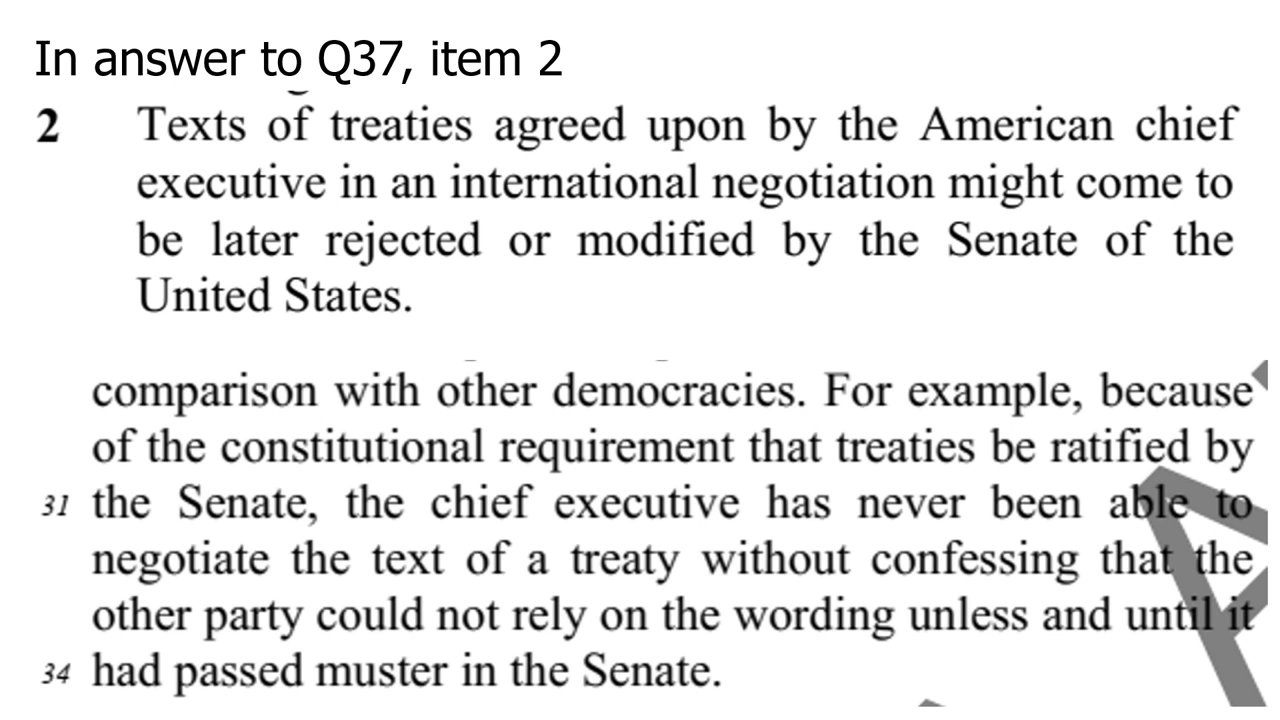 In answer to Q37, item 2
2 Texts of treaties agreed upon by the American chief
executive in an international negotiation might come to
be later rejected or modified by the Senate of the
United States.
comparison with other democracies. For example, because
of the constitutional requirement that treaties be ratified by
31 the Senate, the chief executive has never been able to
negotiate the text of a treaty without confessing that the
other party could not rely on the wording unless and until it
34 had passed muster in the Senate.